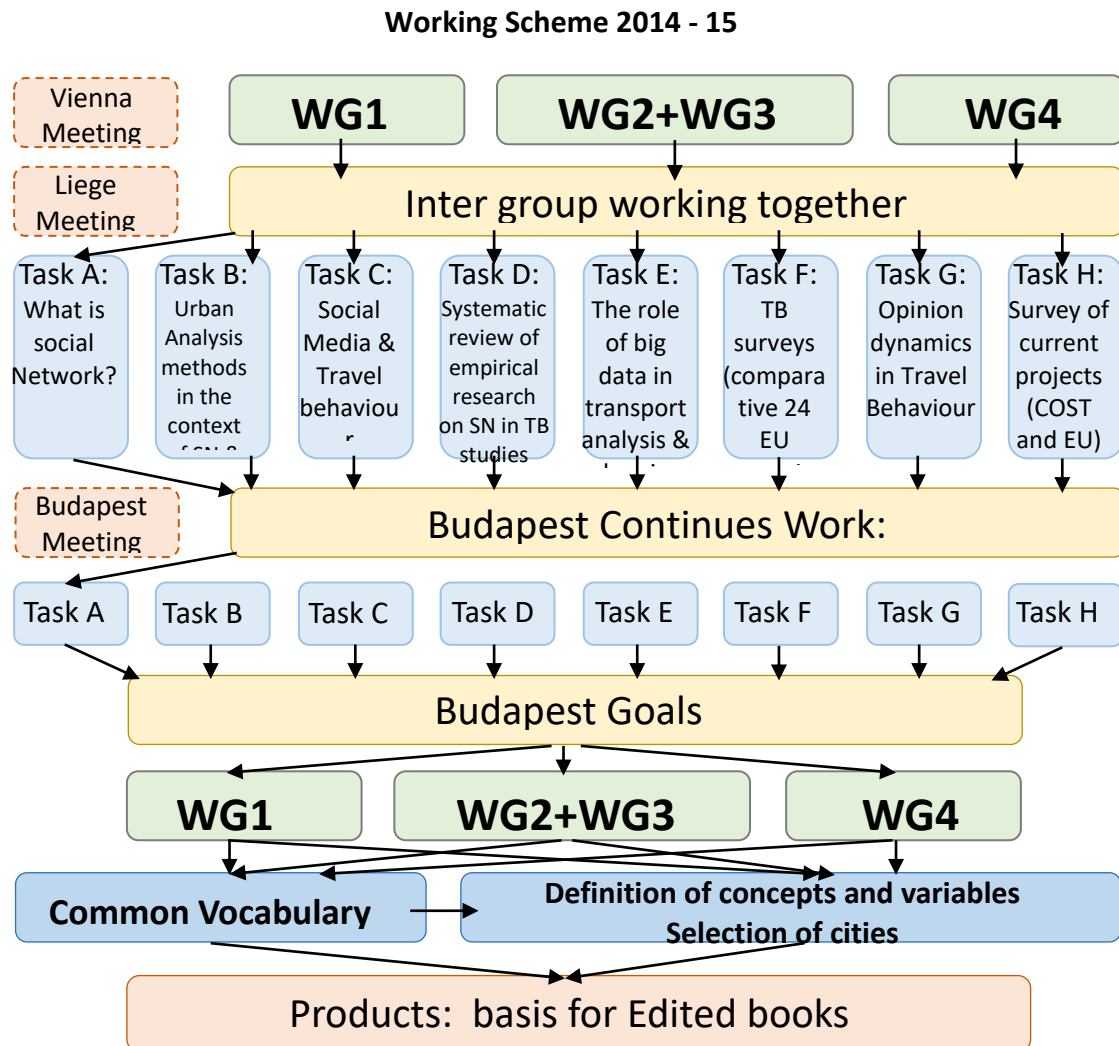 Working Scheme 2014 - 15
Vienna
Meeting
WG1
WG2+WG3
WG4
Liege
Meeting
Inter group working together
Task A:
What is
social
Network?
Task B:
Urban
Analysis
methods
in the
context
Task C:
Social
Media &
Travel
behaviou
r
Task D:
Systematic
review of
empirical
research
on SN in TB
studies
Task E:
The role
of big
data in
transport
analysis &
Task F:
TB
surveys
(compara
tive 24
EU
Task G:
Opinion
dynamics
in Travel
Behaviour
Task H:
Survey of
current
projects
(COST
and EU)
Budapest
Meeting
Budapest Continues Work:
Task A
Task B
Task C
Task D
Task E
Task F
Task G
Task H
Budapest Goals
WG1
WG2+WG3
WG4
Common Vocabulary
Definition of concepts and variables
Selection of cities
Products:  basis for Edited books